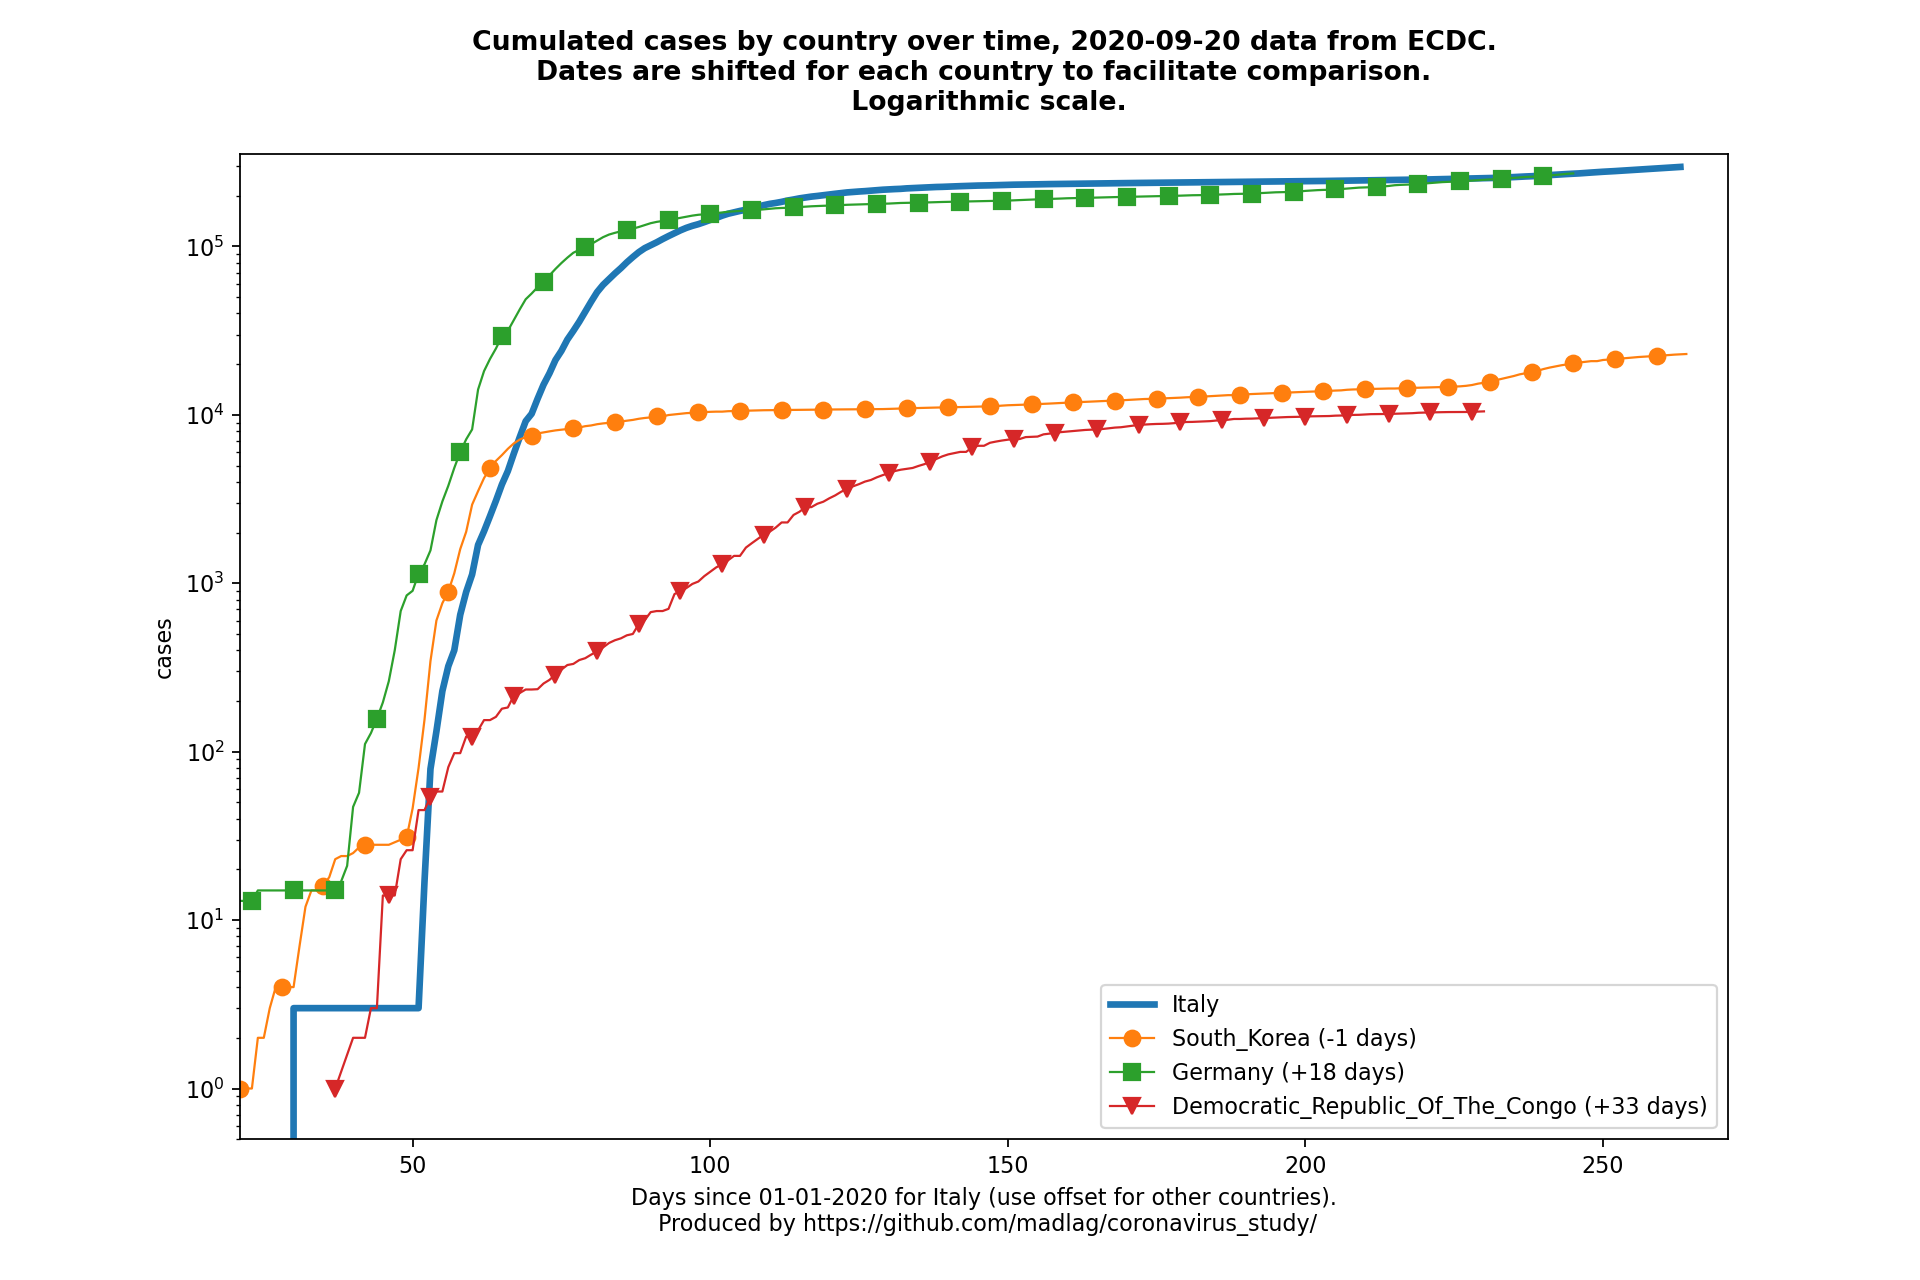 Cumulated cases by country over time, 2020-09-20 data from ECDC.
Dates are shifted for each country to facilitate comparison.
Logarithmic scale.
10^5
10^4
10^3
10^2
10^1
10^0
cases
Italy
South_Korea (-1 days)
Germany (+18 days)
Democratic_Republic_Of_The_Congo (+33 days)
50 100 150 200 250
Days since 01-01-2020 for Italy (use offset for other countries).
Produced by https://github.com/madlag/coronavirus_study/